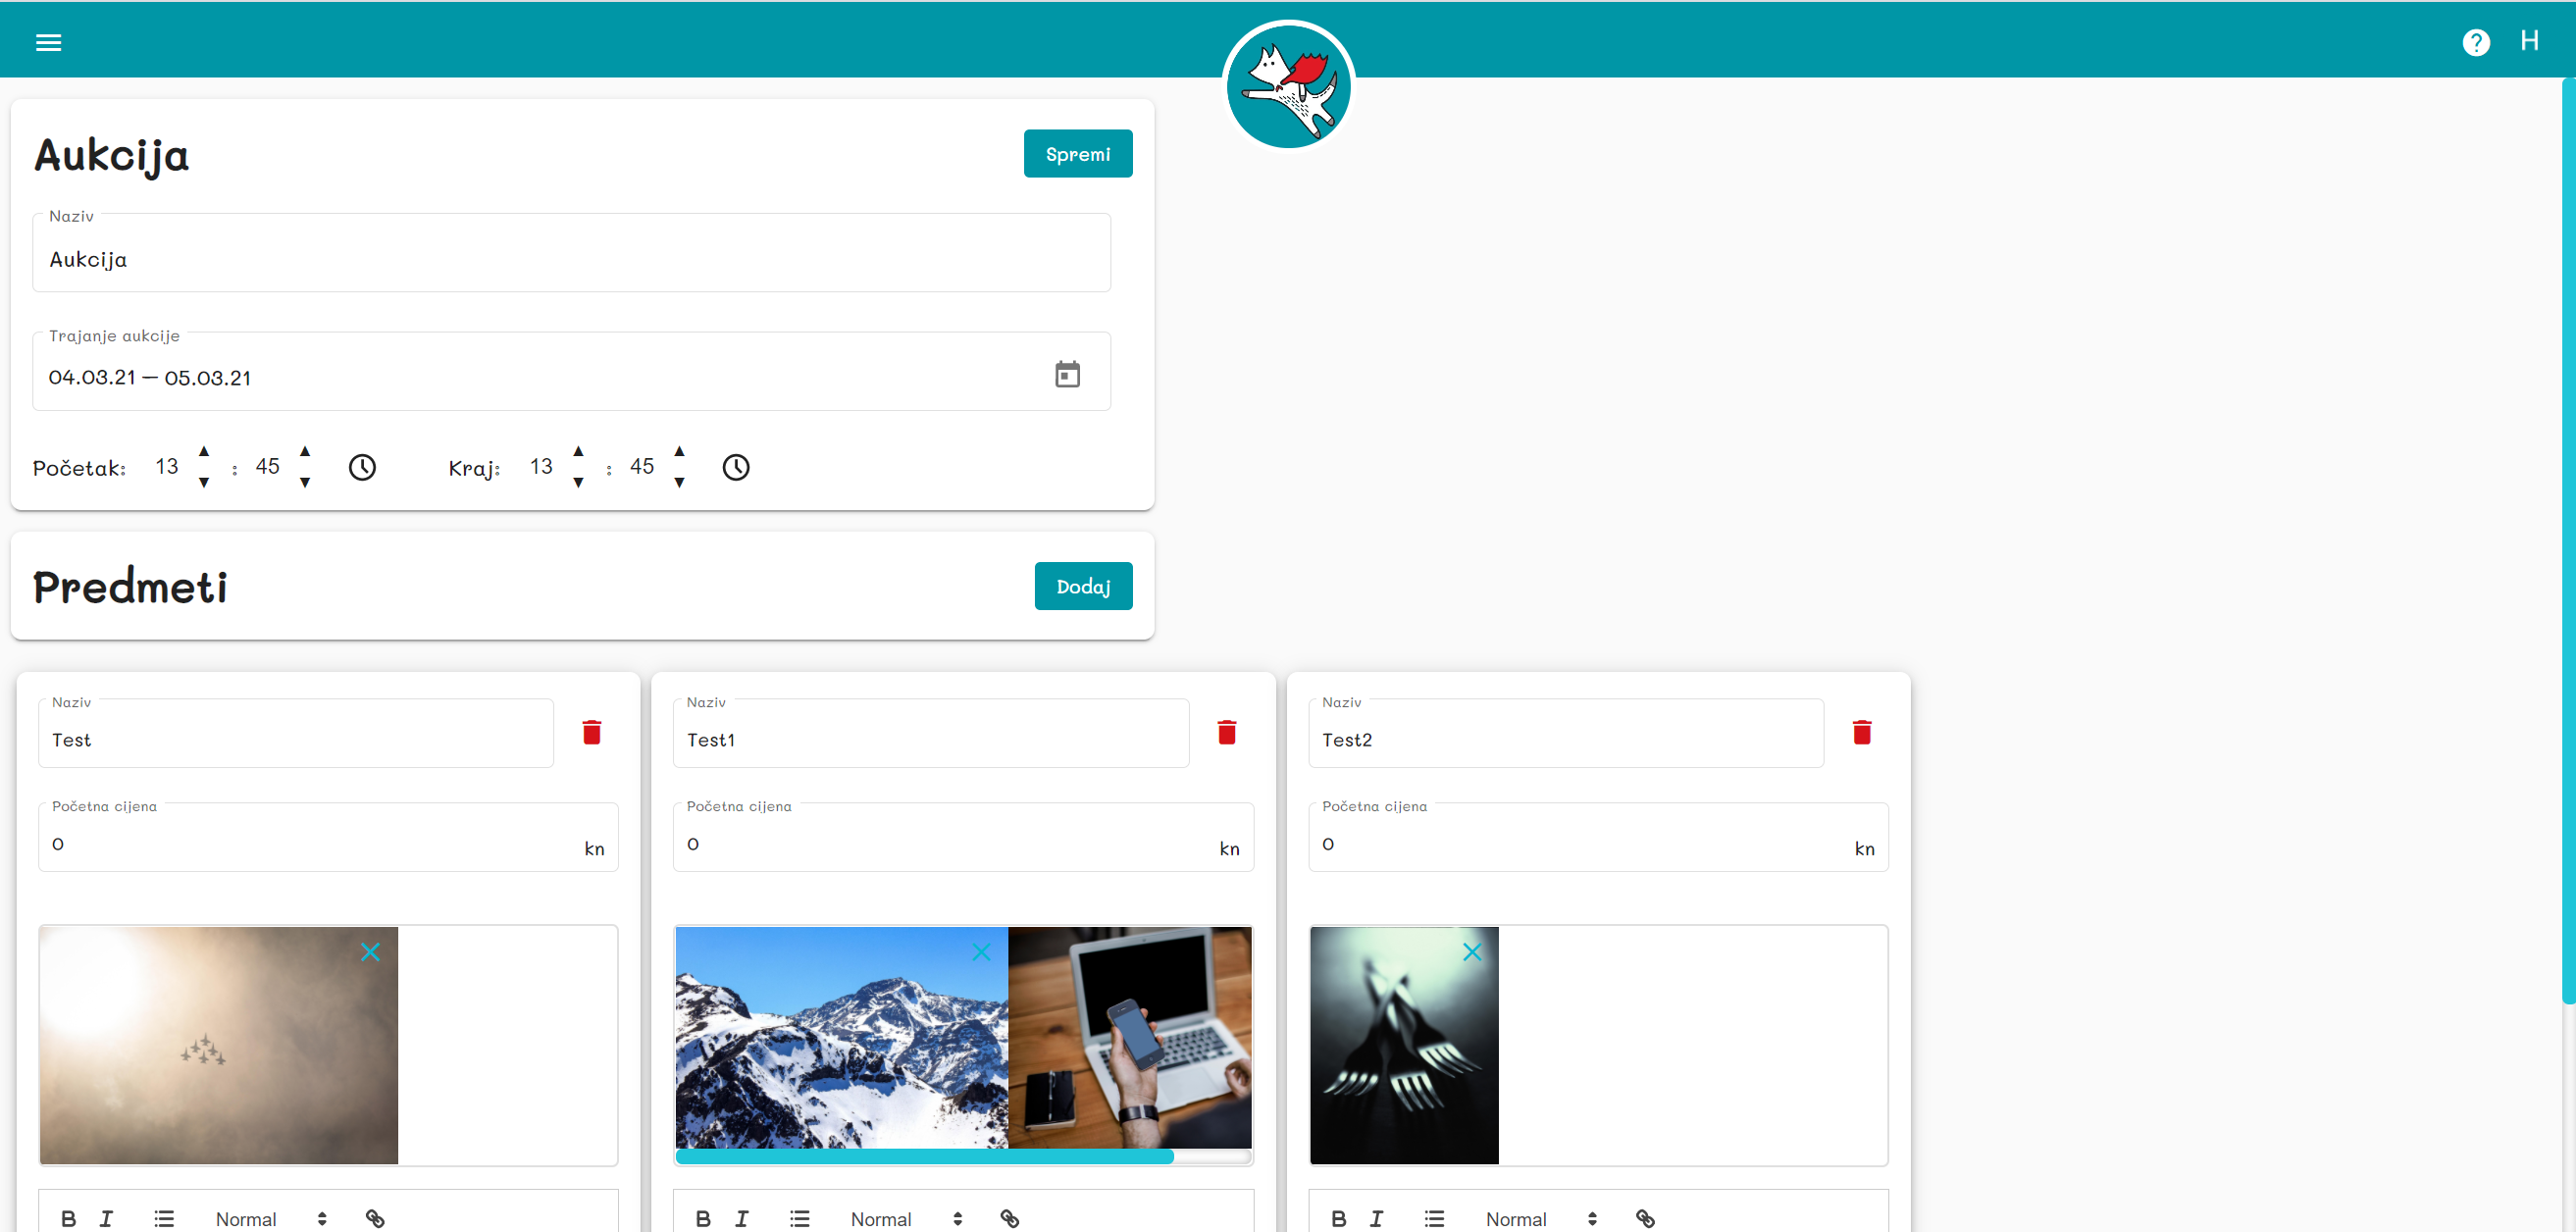 H
Aukcija
Spremi
Naziv
Aukcija
Trajanje aukcije
04.03.21 – 05.03.21
Početak: 13 : 45 Kraj: 13 : 45
Predmeti
Dodaj
Naziv
Test
Početna cijena
0 kn
B I Normal
Naziv
Test1
Početna cijena
0 kn
B I Normal
Naziv
Test2
Početna cijena
0 kn
B I Normal